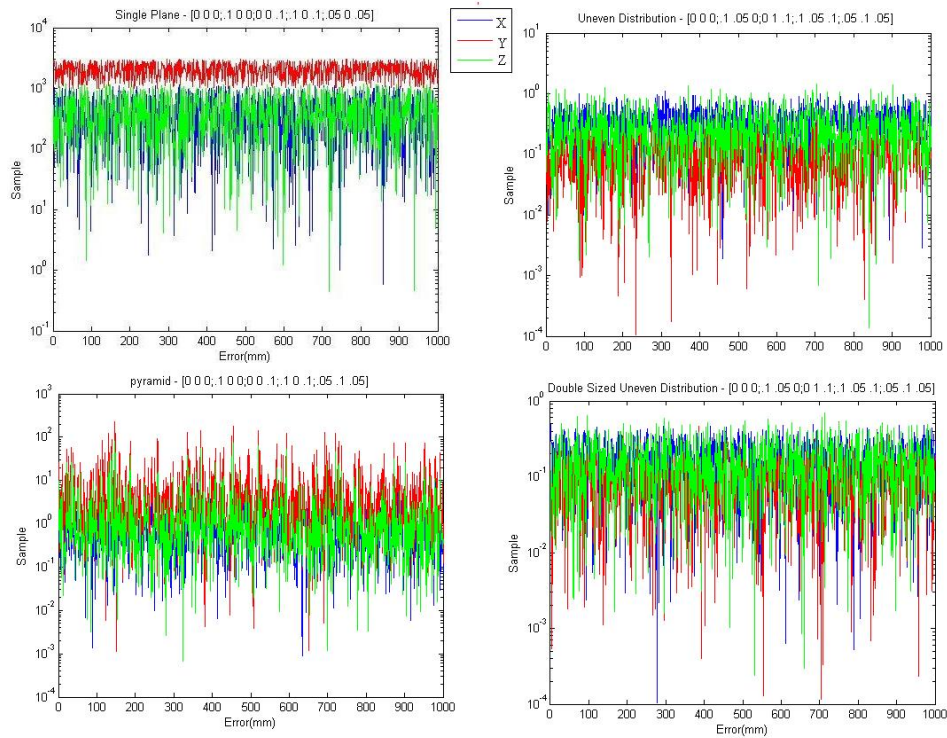 Single Plane - [0 0 0;.1 0 0;0 0 .1;.1 0 .1;.05 0 .05]
10^4
10^3
10^2
10^1
10^0
10^-1
Sample
0 100 200 300 400 500 600 700 800 900 1000
Error(mm)
X
Y
Z
Uneven Distribution - [0 0 0;.1 .05 0;0 1 .1;.1 .05 .1;.05 .1 .05]
10^1
10^0
10^-1
10^-2
10^-3
10^-4
Sample
0 100 200 300 400 500 600 700 800 900 1000
Error(mm)
pyramid - [0 0 0;.1 0 0;0 0 .1;.1 0 .1;.05 .1 .05]
10^3
10^2
10^1
10^0
10^-1
10^-2
10^-3
10^-4
Sample
0 100 200 300 400 500 600 700 800 900 1000
Error(mm)
Double Sized Uneven Distribution - [0 0 0;.1 .05 0;0 1 .1;.1 .05 .1;.05 .1 .05]
10^0
10^-1
10^-2
10^-3
10^-4
Sample
0 100 200 300 400 500 600 700 800 900 1000
Error(mm)